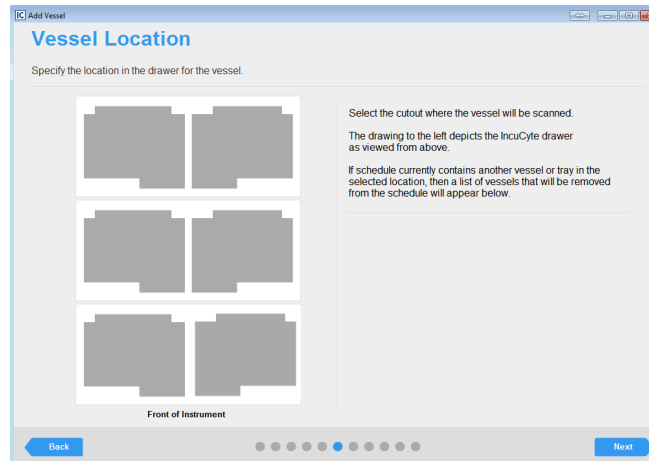 IC Add Vessel
Vessel Location
Specify the location in the drawer for the vessel.
Select the cutout where the vessel will be scanned.
The drawing to the left depicts the IncuCyte drawer
as viewed from above.
If schedule currently contains another vessel or tray in the
selected location, then a list of vessels that will be removed
from the schedule will appear below.
Front of Instrument
Back
Next